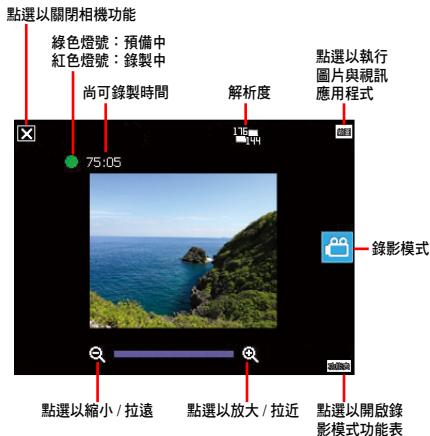 點選以關閉相機功能
綠色燈號：預備中
紅色燈號：錄製中
點選以執行
圖片與視訊
應用程式
尚可錄製時間
解析度
176
144
75:05
錄影模式
功能表
點選以縮小 / 拉遠
點選以放大 / 拉近
點選以開啟錄
影模式功能表